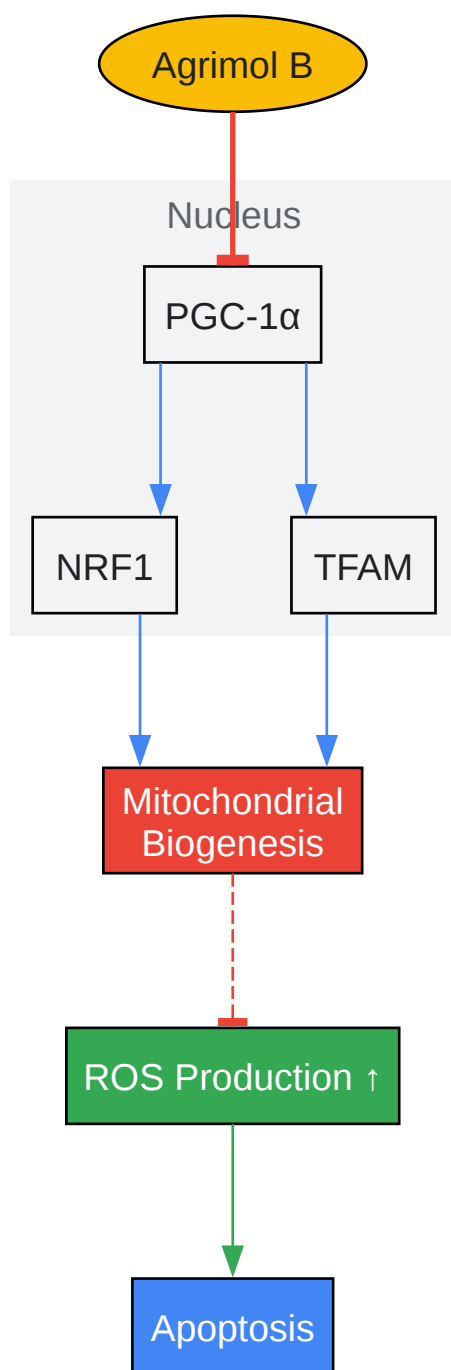 Agrimol B
Nucleus
PGC-1α
NRF1
TFAM
Mitochondrial
Biogenesis
ROS Production ↑
Apoptosis